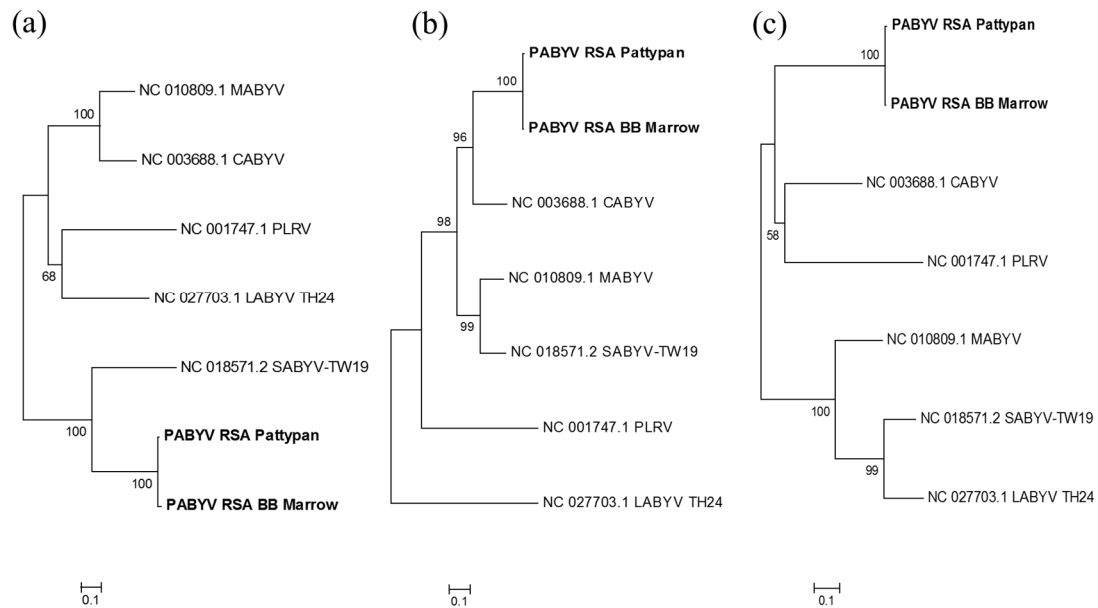 (a)
NC 010809.1 MABYV
100
NC 003688.1 CABYV
NC 001747.1 PLRV
68
NC 027703.1 LABYV TH24
NC 018571.2 SABYV-TW19
100
PABYV RSA Pattypan
100
PABYV RSA BB Marrow
0.1
(b)
PABYV RSA Pattypan
100
PABYV RSA BB Marrow
96
NC 003688.1 CABYV
98
NC 010809.1 MABYV
99
NC 018571.2 SABYV-TW19
NC 001747.1 PLRV
NC 027703.1 LABYV TH24
0.1
(c)
PABYV RSA Pattypan
100
PABYV RSA BB Marrow
NC 003688.1 CABYV
58
NC 001747.1 PLRV
NC 010809.1 MABYV
100
NC 018571.2 SABYV-TW19
99
NC 027703.1 LABYV TH24
0.1